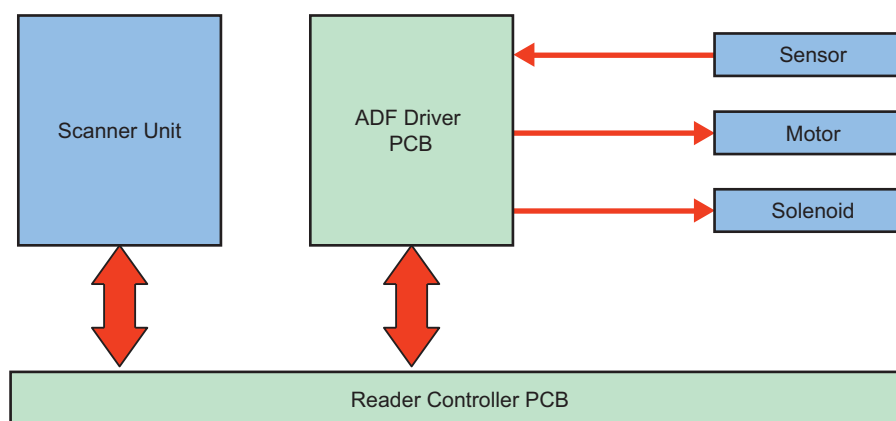 Scanner Unit
ADF Driver
PCB
Sensor
Motor
Solenoid
Reader Controller PCB